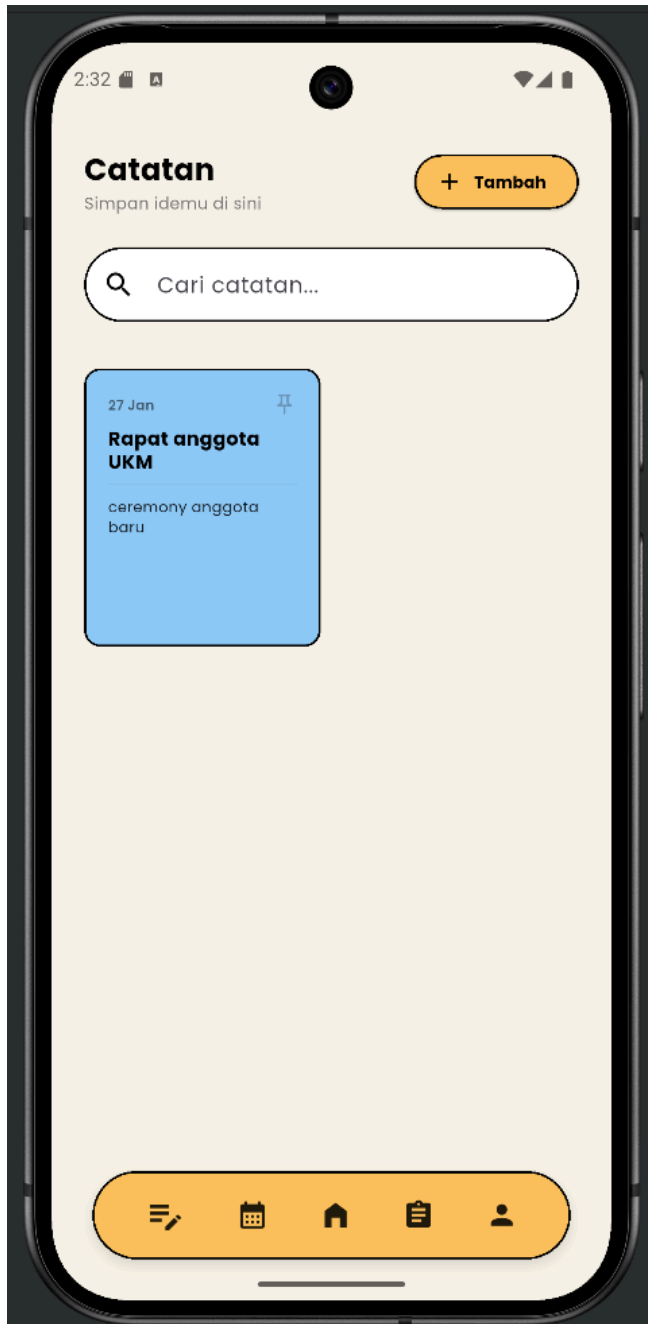 2:32
Catatan
Simpan idemu di sini
+ Tambah
Cari catatan...
27 Jan
Rapat anggota
UKM
ceremony anggota
baru